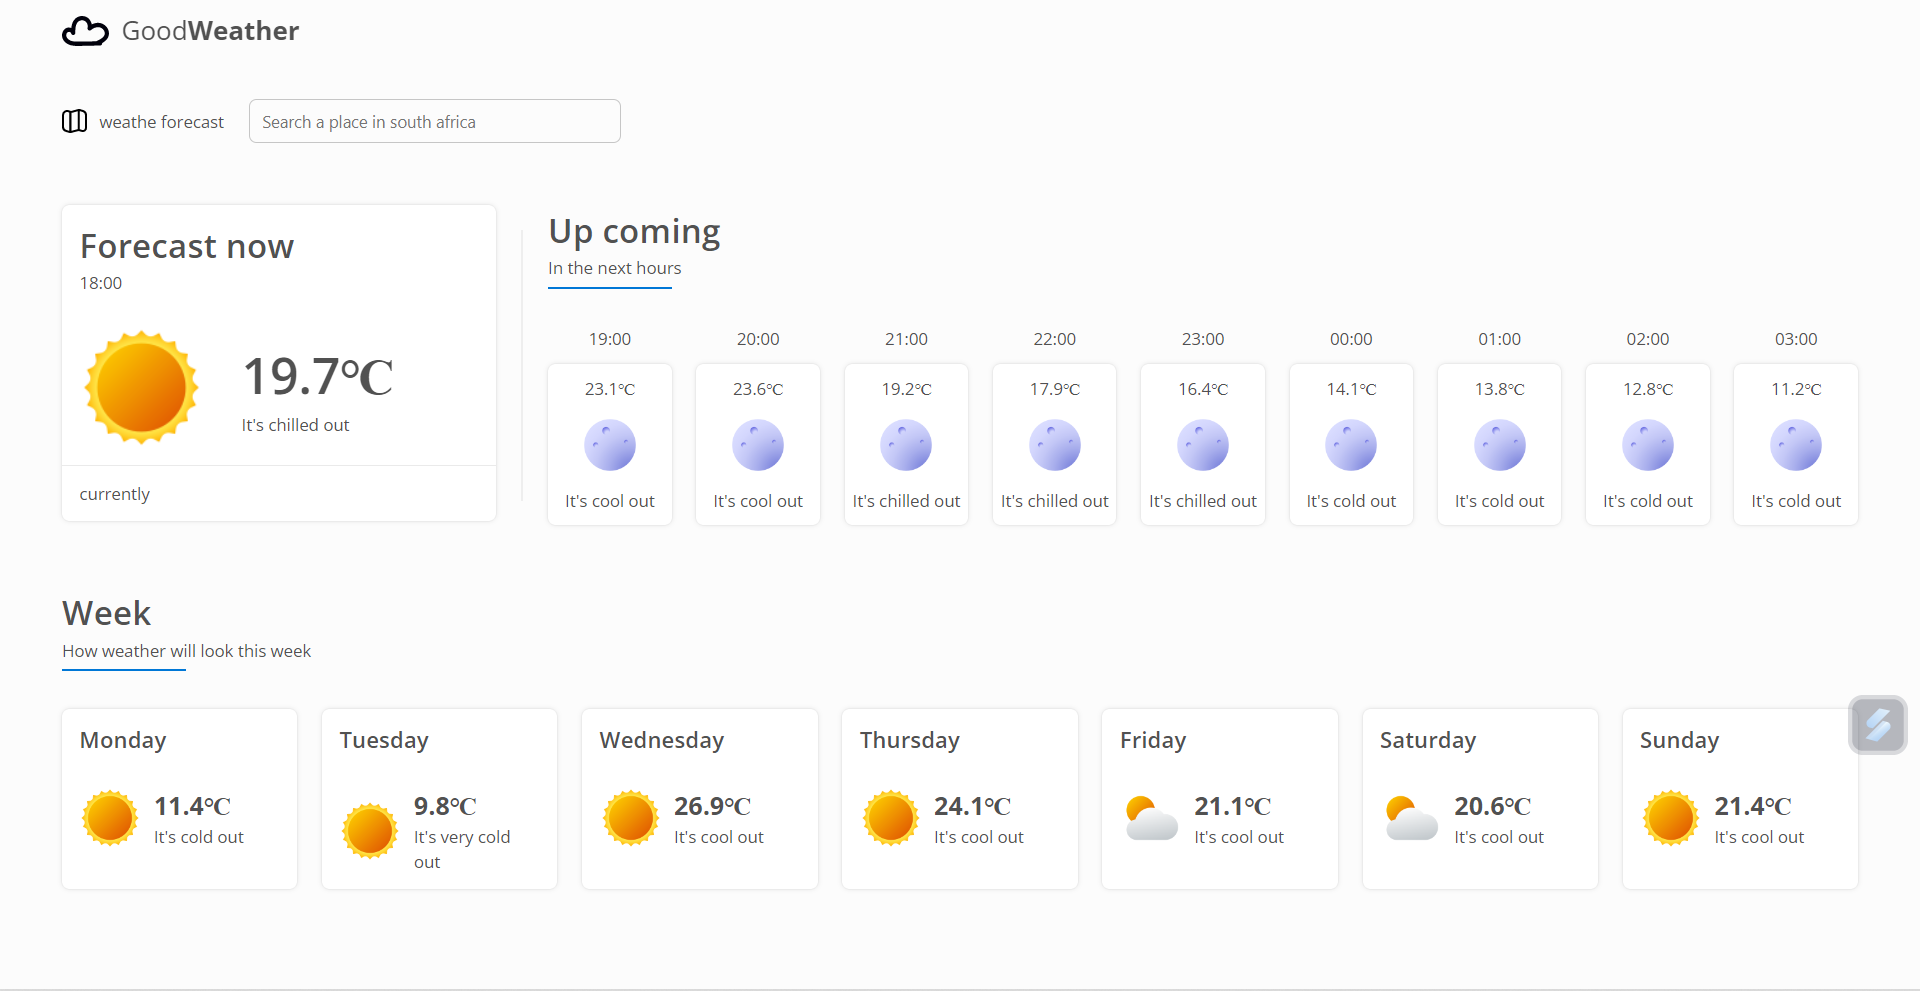 GoodWeather
weathe forecast
Search a place in south africa
Forecast now
18:00
19.7℃
It's chilled out
currently
Up coming
In the next hours
19:00 20:00 21:00 22:00 23:00 00:00 01:00 02:00 03:00
23.1℃ 23.6℃ 19.2℃ 17.9℃ 16.4℃ 14.1℃ 13.8℃ 12.8℃ 11.2℃
It's cool out It's cool out It's chilled out It's chilled out It's chilled out It's cold out It's cold out It's cold out It's cold out
Week
How weather will look this week
Monday
11.4℃
It's cold out
Tuesday
9.8℃
It's very cold
out
Wednesday
26.9℃
It's cool out
Thursday
24.1℃
It's cool out
Friday
21.1℃
It's cool out
Saturday
20.6℃
It's cool out
Sunday
21.4℃
It's cool out